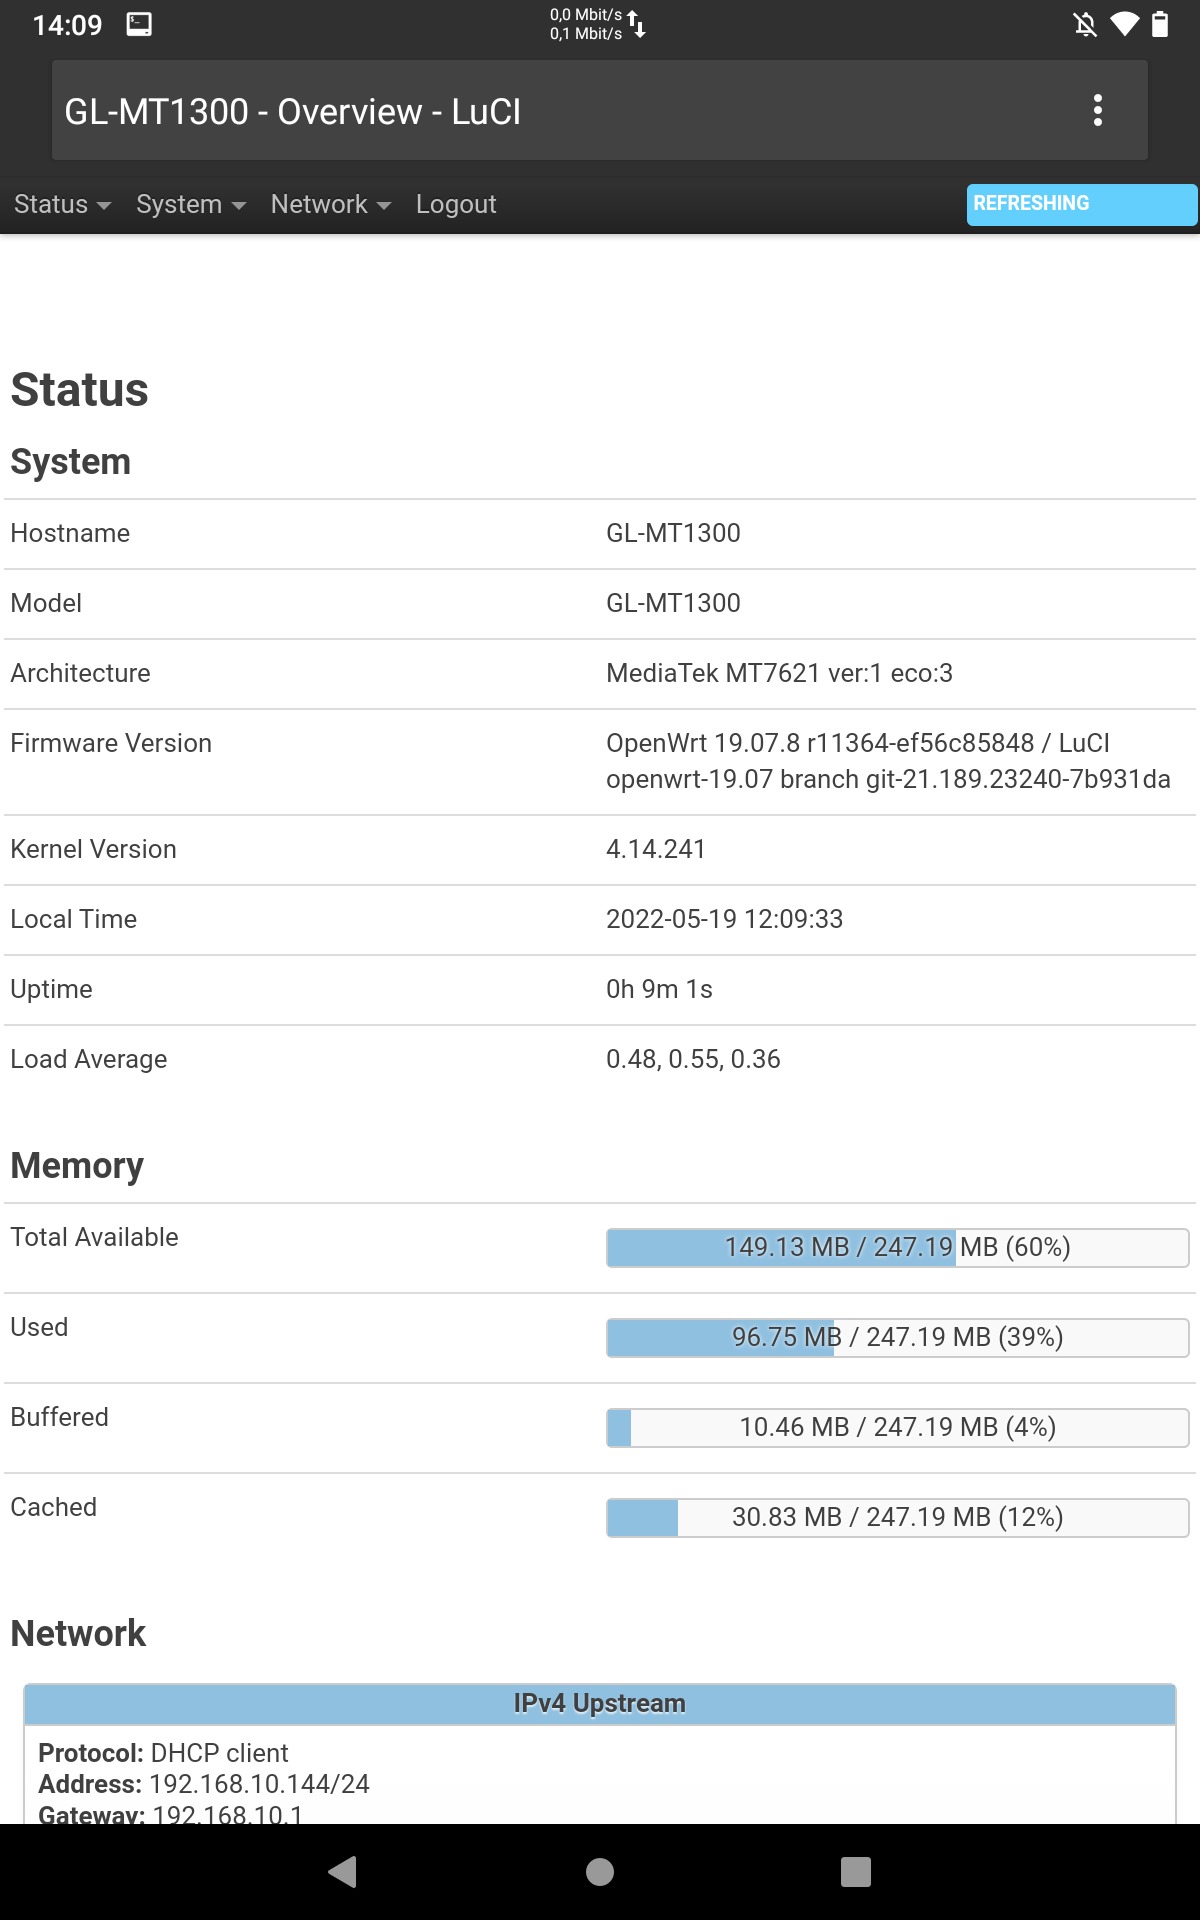 14:09
0,0 Mbit/s
0,1 Mbit/s
GL-MT1300 - Overview - LuCI
Status System Network Logout REFRESHING
Status
System
Hostname GL-MT1300
Model GL-MT1300
Architecture MediaTek MT7621 ver:1 eco:3
Firmware Version OpenWrt 19.07.8 r11364-ef56c85848 / LuCI
openwrt-19.07 branch git-21.189.23240-7b931da
Kernel Version 4.14.241
Local Time 2022-05-19 12:09:33
Uptime 0h 9m 1s
Load Average 0.48, 0.55, 0.36
Memory
Total Available 149.13 MB / 247.19 MB (60%)
Used 96.75 MB / 247.19 MB (39%)
Buffered 10.46 MB / 247.19 MB (4%)
Cached 30.83 MB / 247.19 MB (12%)
Network
IPv4 Upstream
Protocol: DHCP client
Address: 192.168.10.144/24
Gateway: 192.168.10.1